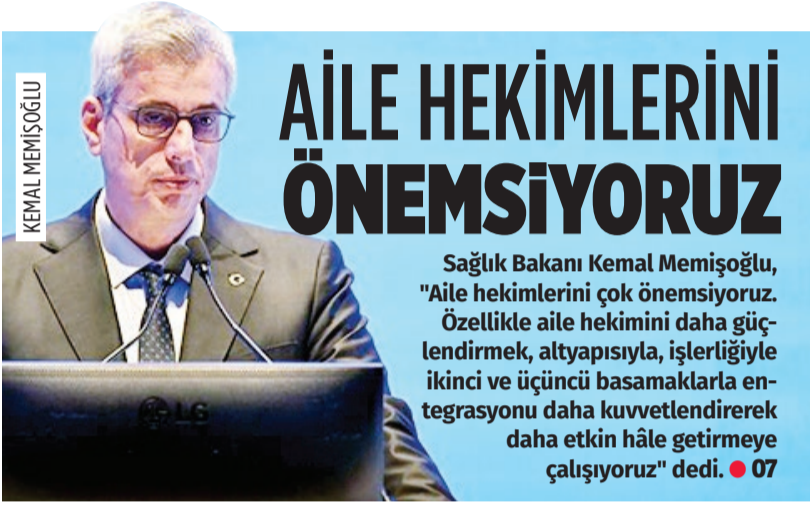 KEMAL MEMİŞOĞLU
AİLE HEKİMLERİNİ
ÖNEMSİYORUZ
Sağlık Bakanı Kemal Memişoğlu,
"Aile hekimlerini çok önemsiyoruz.
Özellikle aile hekimini daha güç-
lendirmek, altyapısıyla, işlerliğiyle
ikinci ve üçüncü basamaklarla en-
tegrasyonu daha kuvvetlendirerek
daha etkin hâle getirmeye
çalışıyoruz" dedi. ● 07
LG